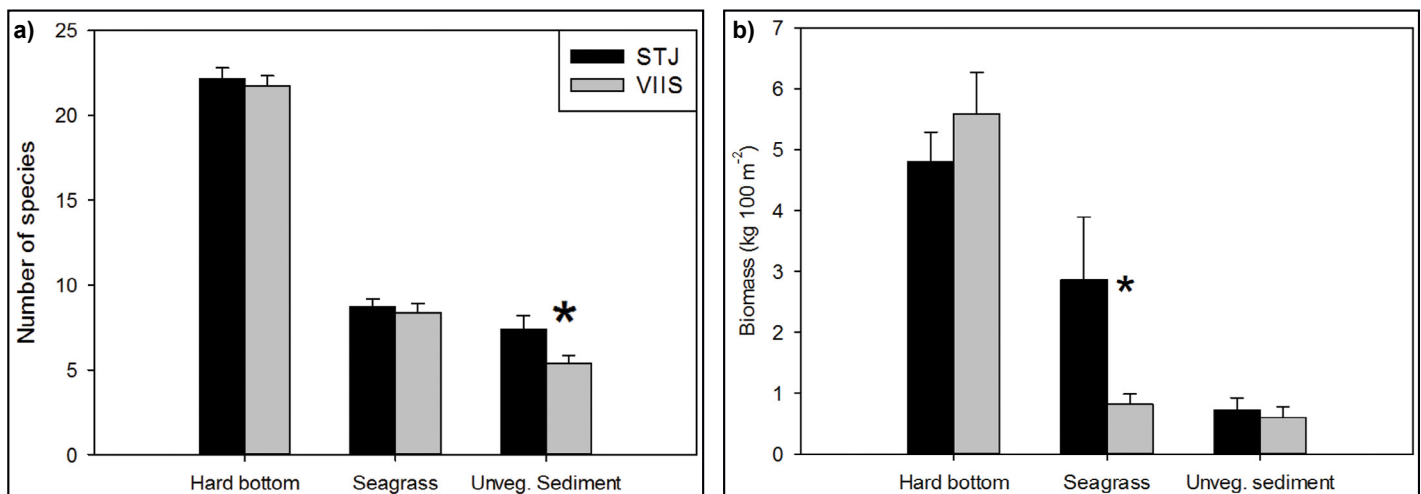 a)
25
20
15
10
5
0
Number of species
STJ
VIIS
*
Hard bottom Seagrass Unveg. Sediment
b)
7
6
5
4
3
2
1
0
Biomass (kg 100 m⁻²)
*
Hard bottom Seagrass Unveg. sediment